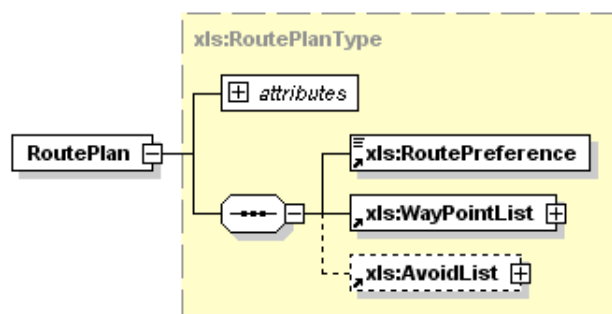 xls:RoutePlanType
attributes
RoutePlan
xls:RoutePreference
xls:WayPointList
xls:AvoidList